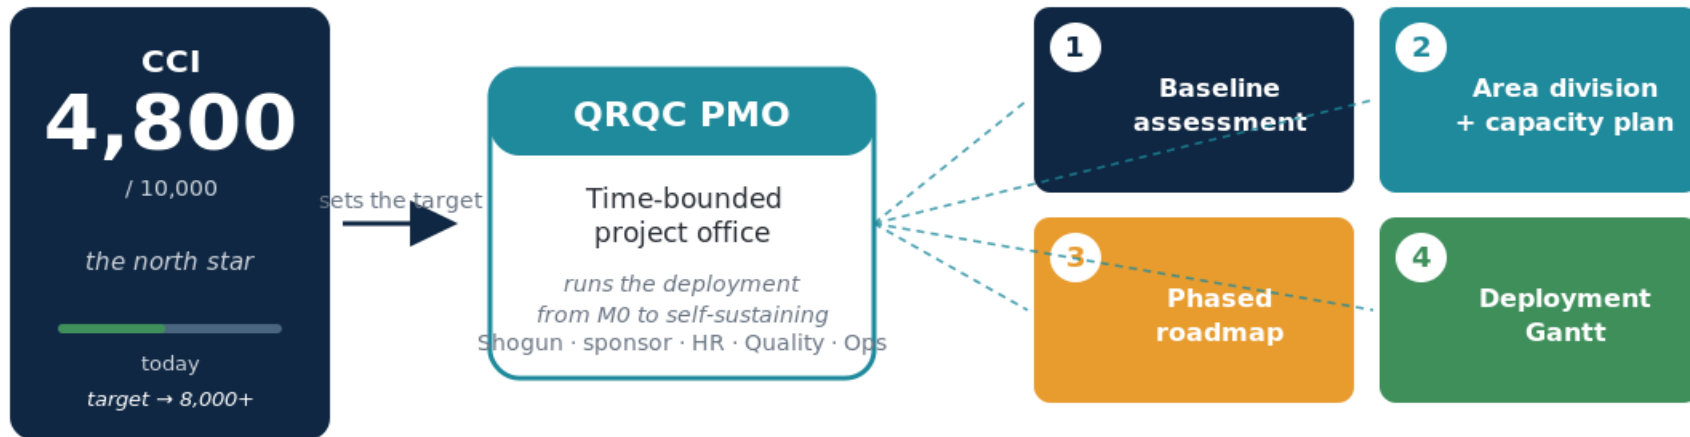 CCI
4,800
/ 10,000
the north star
today
target → 8,000+
sets the target
QRQC PMO
Time-bounded
project office
runs the deployment
from M0 to self-sustaining
Shogun · sponsor · HR · Quality · Ops
1
Baseline
assessment
2
Area division
+ capacity plan
3
Phased
roadmap
4
Deployment
Gantt